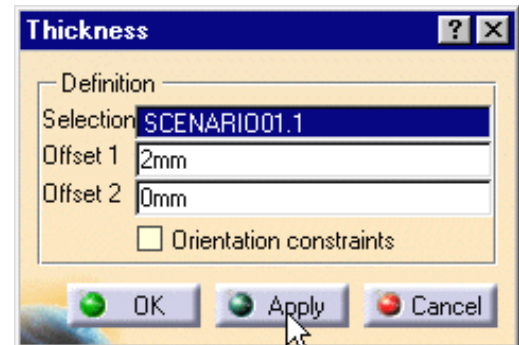 Thickness
Definition
Selection SCENARIO01.1
Offset 1 2mm
Offset 2 0mm
Orientation constraints
OK Apply Cancel